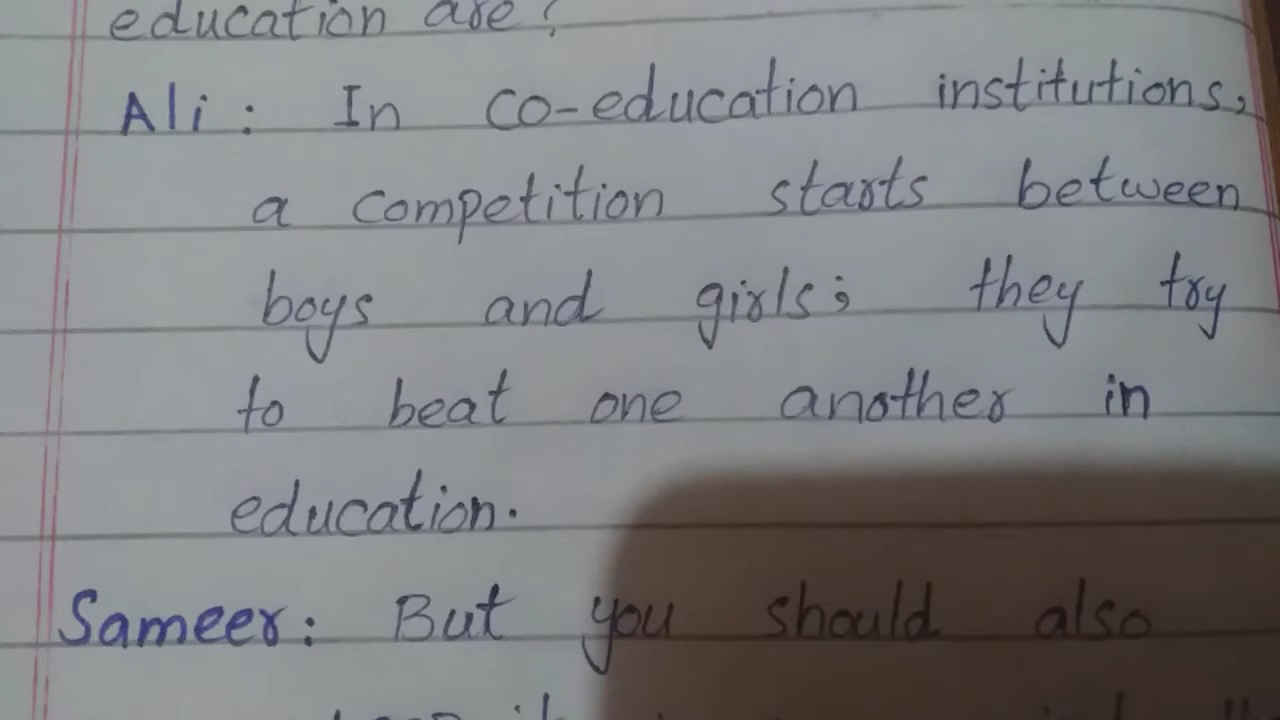 education are?
Ali: In co-education institutions,
a competition starts between
boys and girls; they try
to beat one another in
education.
Sameer: But you should also